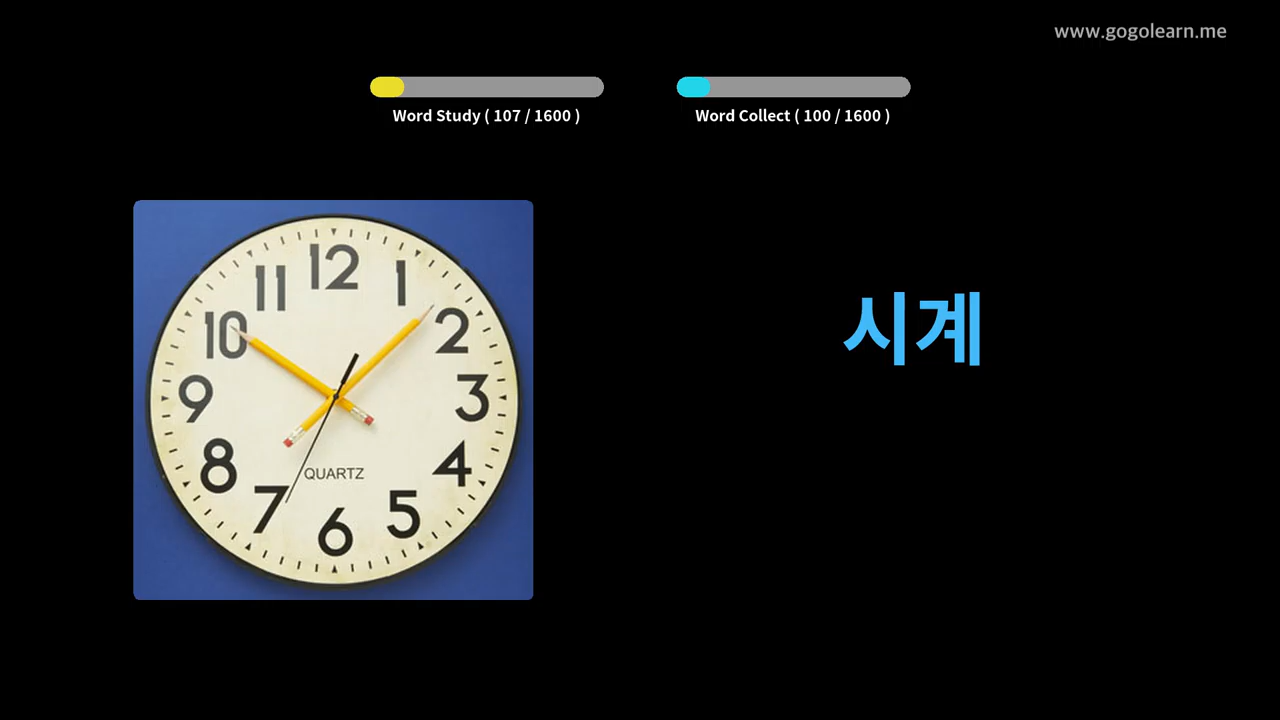 www.gogolearn.me
Word Study ( 107 / 1600 )
Word Collect ( 100 / 1600 )
12
11
1
10
2
9
3
8
4
7
5
6
QUARTZ
시계